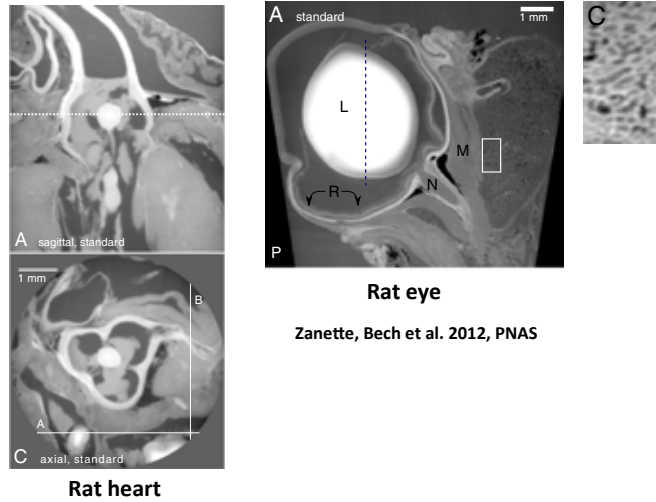 A sagittal, standard
1 mm
B
A
C axial, standard
Rat heart
A standard
1 mm
L
M
N
R
P
Rat eye
Zanette, Bech et al. 2012, PNAS
C